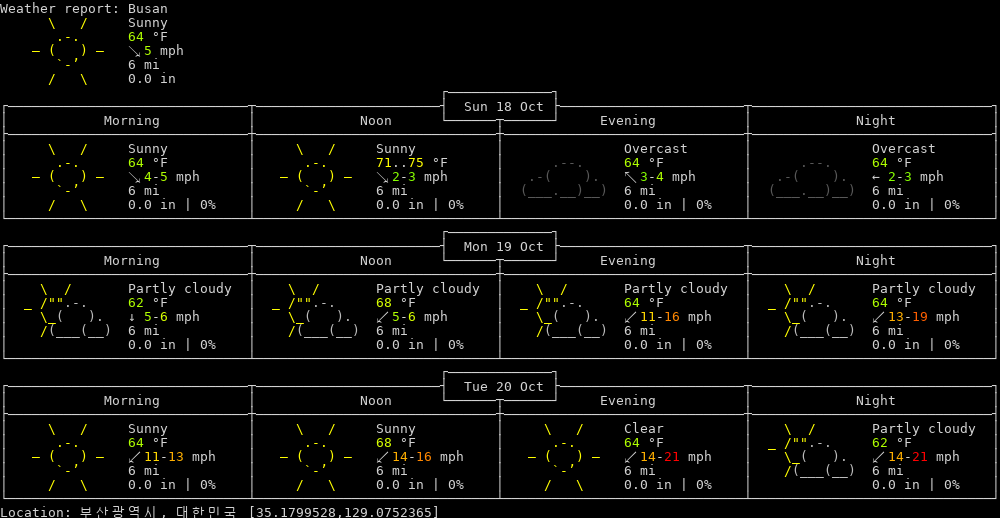 Weather report: Busan
Sunny
64 °F
↘ 5 mph
6 mi
0.0 in
Sun 18 Oct
Morning Noon Evening Night
Sunny Sunny Overcast Overcast
64 °F 71..75 °F 64 °F 64 °F
↘ 4-5 mph ↘ 2-3 mph ↖ 3-4 mph ← 2-3 mph
6 mi 6 mi 6 mi 6 mi
0.0 in | 0% 0.0 in | 0% 0.0 in | 0% 0.0 in | 0%
Mon 19 Oct
Morning Noon Evening Night
Partly cloudy Partly cloudy Partly cloudy Partly cloudy
62 °F 68 °F 64 °F 64 °F
↓ 5-6 mph ↙ 5-6 mph ↙ 11-16 mph ↙ 13-19 mph
6 mi 6 mi 6 mi 6 mi
0.0 in | 0% 0.0 in | 0% 0.0 in | 0% 0.0 in | 0%
Tue 20 Oct
Morning Noon Evening Night
Sunny Sunny Clear Partly cloudy
64 °F 68 °F 64 °F 62 °F
↙ 11-13 mph ↙ 14-16 mph ↙ 14-21 mph ↙ 14-21 mph
6 mi 6 mi 6 mi 6 mi
0.0 in | 0% 0.0 in | 0% 0.0 in | 0% 0.0 in | 0%
Location: 부산광역시, 대한민국 [35.1799528,129.0752365]